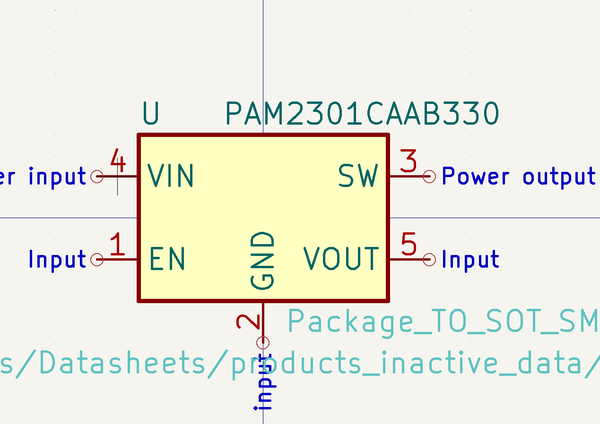 U PAM2301CAAB330
er input 4 VIN SW 3 Power output
Input 1 EN GND VOUT 5 Input
2 Package_TO_SOT_SM
s/Datasheets/products_inactive_data/
input